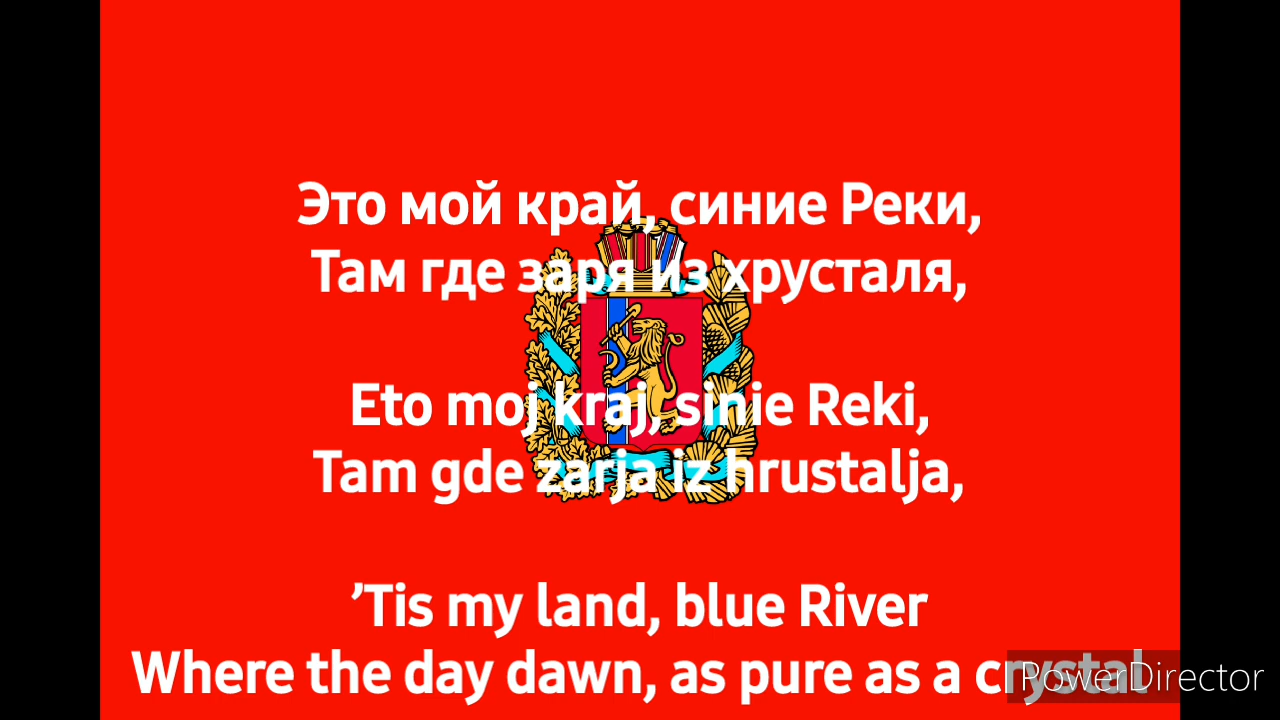 Это мой край, синие Реки,
Там где заря из хрусталя,
Eto moj kraj, sinie Reki,
Tam gde zarja iz hrustalja,
’Tis my land, blue River
Where the day dawn, as pure as a crystal
PowerDirector